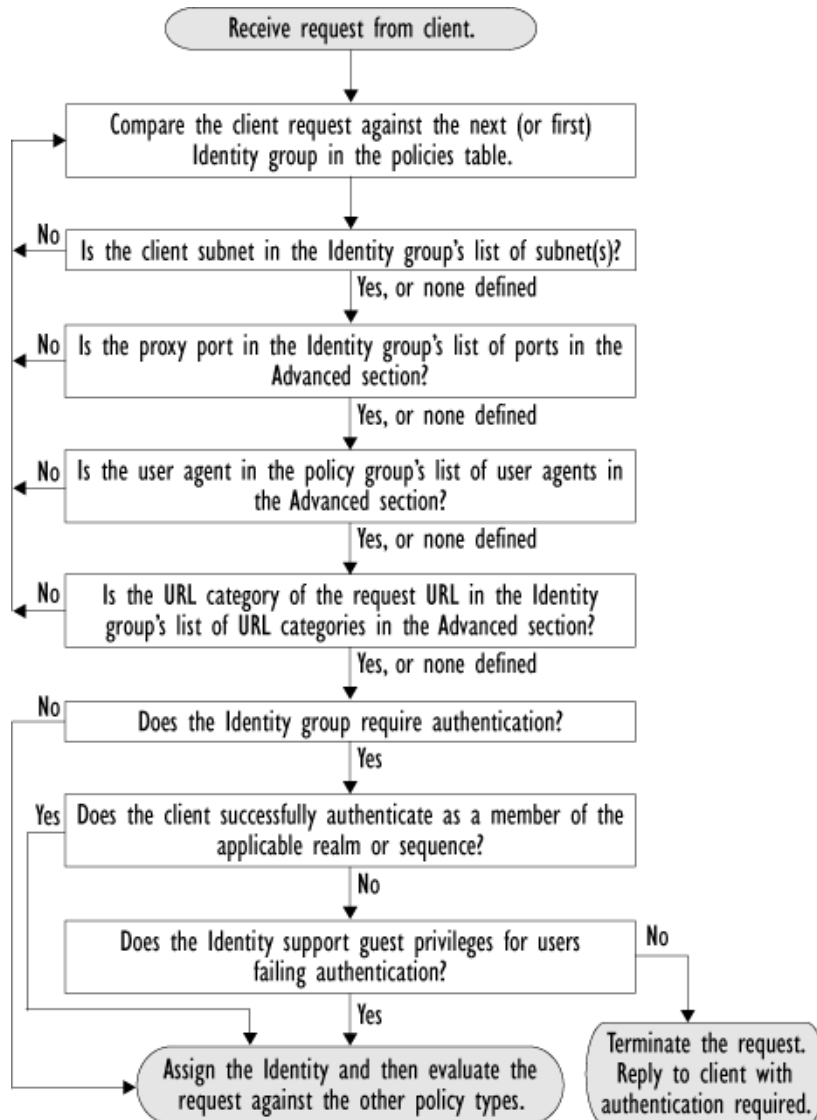 Receive request from client.
Compare the client request against the next (or first)
Identity group in the policies table.
No
Is the client subnet in the Identity group's list of subnet(s)?
Yes, or none defined
No
Is the proxy port in the Identity group's list of ports in the
Advanced section?
Yes, or none defined
No
Is the user agent in the policy group's list of user agents in
the Advanced section?
Yes, or none defined
No
Is the URL category of the request URL in the Identity
group's list of URL categories in the Advanced section?
Yes, or none defined
No
Does the Identity group require authentication?
Yes
Yes
Does the client successfully authenticate as a member of the
applicable realm or sequence?
No
Does the Identity support guest privileges for users
failing authentication?
No
Yes
Assign the Identity and then evaluate the
request against the other policy types.
Terminate the request.
Reply to client with
authentication required.